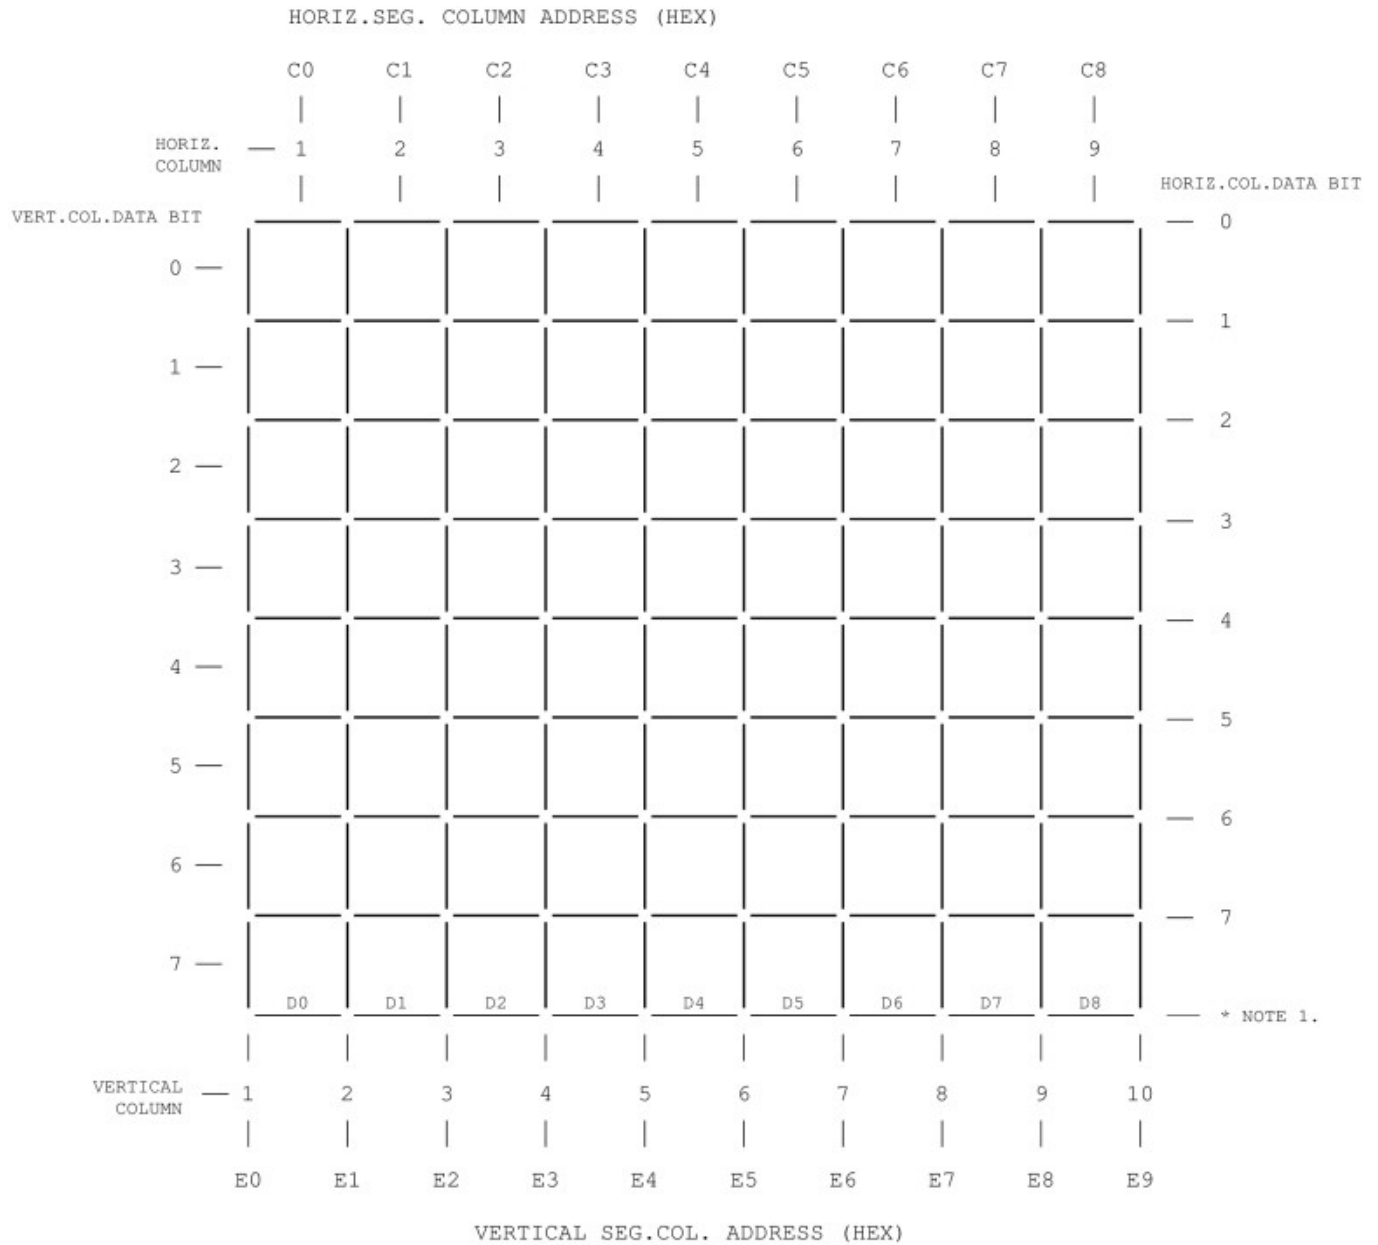 HORIZ.SEG. COLUMN ADDRESS (HEX)
C0 C1 C2 C3 C4 C5 C6 C7 C8
HORIZ.
COLUMN
1 2 3 4 5 6 7 8 9
HORIZ.COL.DATA BIT
VERT.COL.DATA BIT
0
0
1
1
2
2
3
3
4
4
5
5
6
6
7
7
D0 D1 D2 D3 D4 D5 D6 D7 D8
* NOTE 1.
VERTICAL
COLUMN
1 2 3 4 5 6 7 8 9 10
E0 E1 E2 E3 E4 E5 E6 E7 E8 E9
VERTICAL SEG.COL. ADDRESS (HEX)